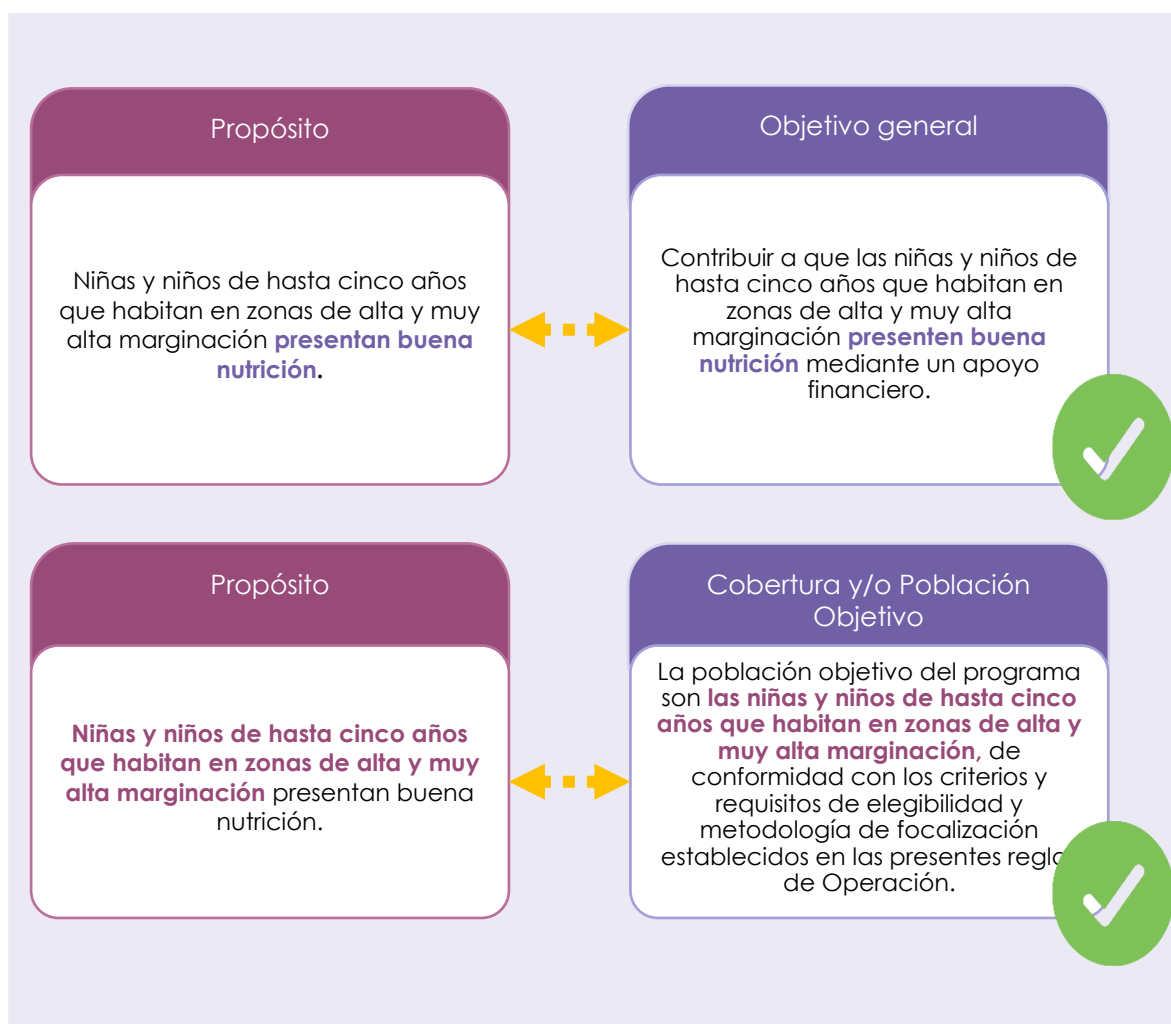 Propósito
Niñas y niños de hasta cinco años
que habitan en zonas de alta y muy
alta marginación presentan buena
nutrición.
Objetivo general
Contribuir a que las niñas y niños de
hasta cinco años que habitan en
zonas de alta y muy alta
marginación presenten buena
nutrición mediante un apoyo
financiero.
Propósito
Niñas y niños de hasta cinco años
que habitan en zonas de alta y muy
alta marginación presentan buena
nutrición.
Cobertura y/o Población
Objetivo
La población objetivo del programa
son las niñas y niños de hasta cinco
años que habitan en zonas de alta y
muy alta marginación, de
conformidad con los criterios y
requisitos de elegibilidad y
metodología de focalización
establecidos en las presentes
de Operación.